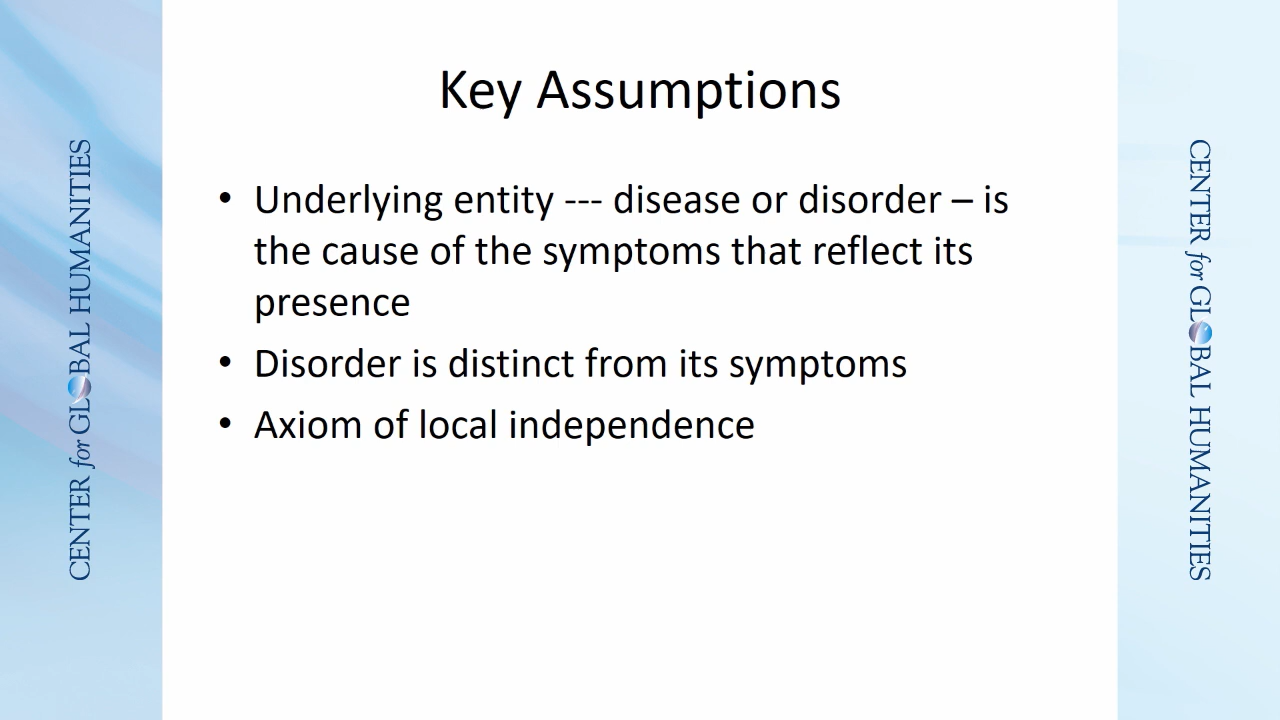 Key Assumptions
• Underlying entity --- disease or disorder – is
the cause of the symptoms that reflect its
presence
• Disorder is distinct from its symptoms
• Axiom of local independence
CENTER for GLOBAL HUMANITIES
CENTER for GLOBAL HUMANITIES